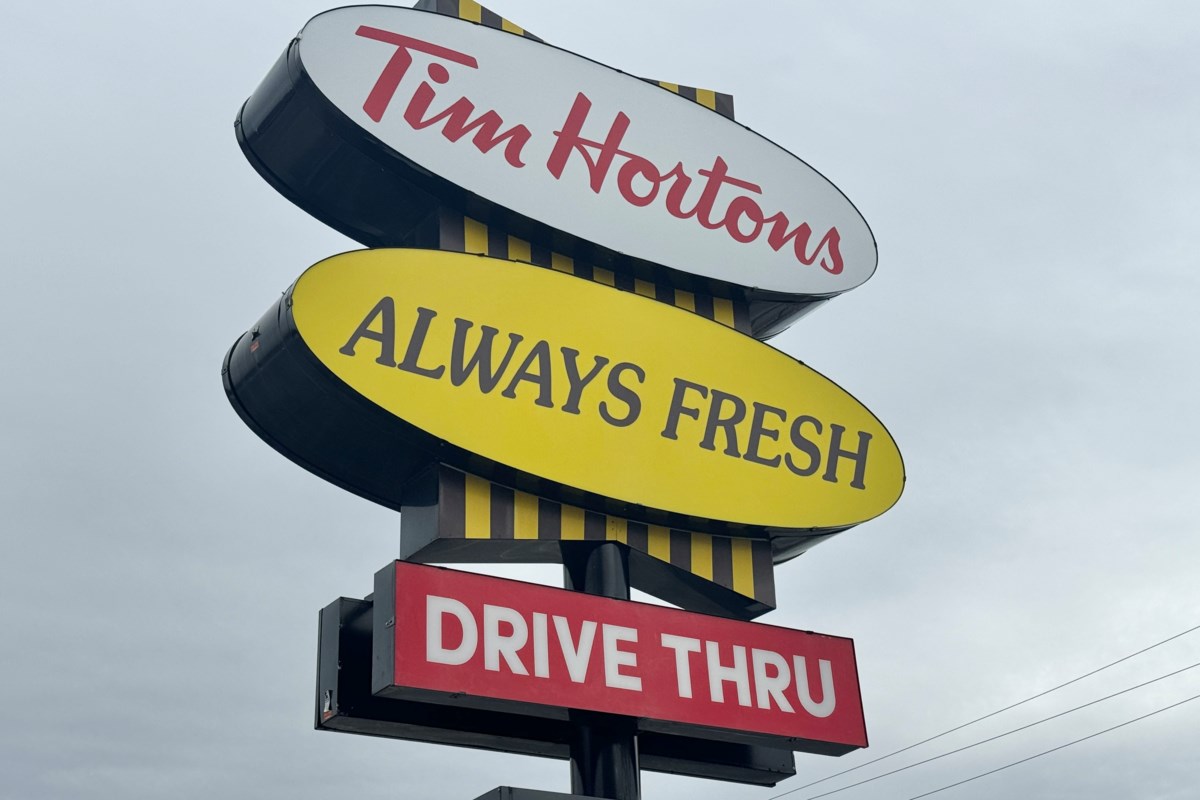 Tim Hortons
ALWAYS FRESH
DRIVE THRU